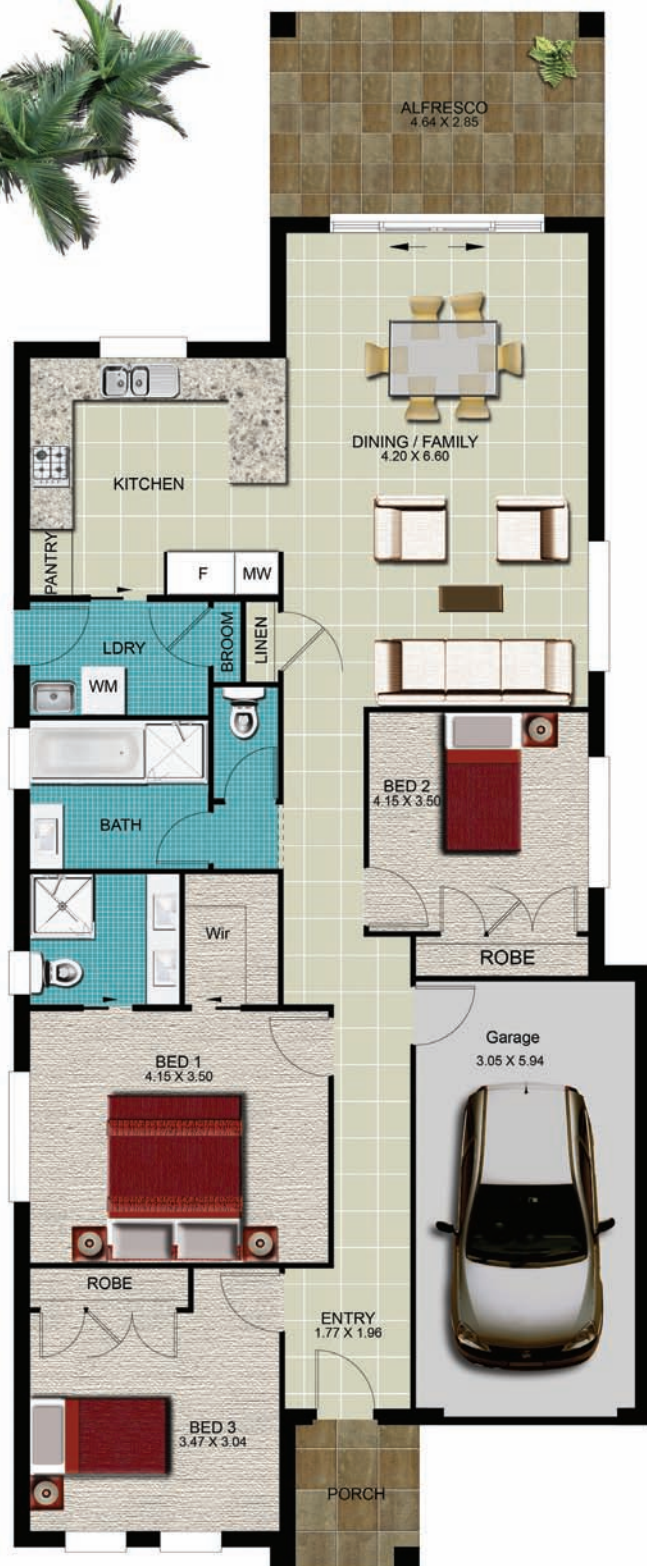 ALFRESCO
4.64 X 2.85
DINING / FAMILY
4.20 X 6.60
KITCHEN
PANTRY
F
MW
LDRY
BROOM
LINEN
WM
BED 2
4.15 X 3.50
BATH
Wir
ROBE
Garage
3.05 X 5.94
BED 1
4.15 X 3.50
ROBE
ENTRY
1.77 X 1.96
BED 3
3.47 X 3.04
PORCH